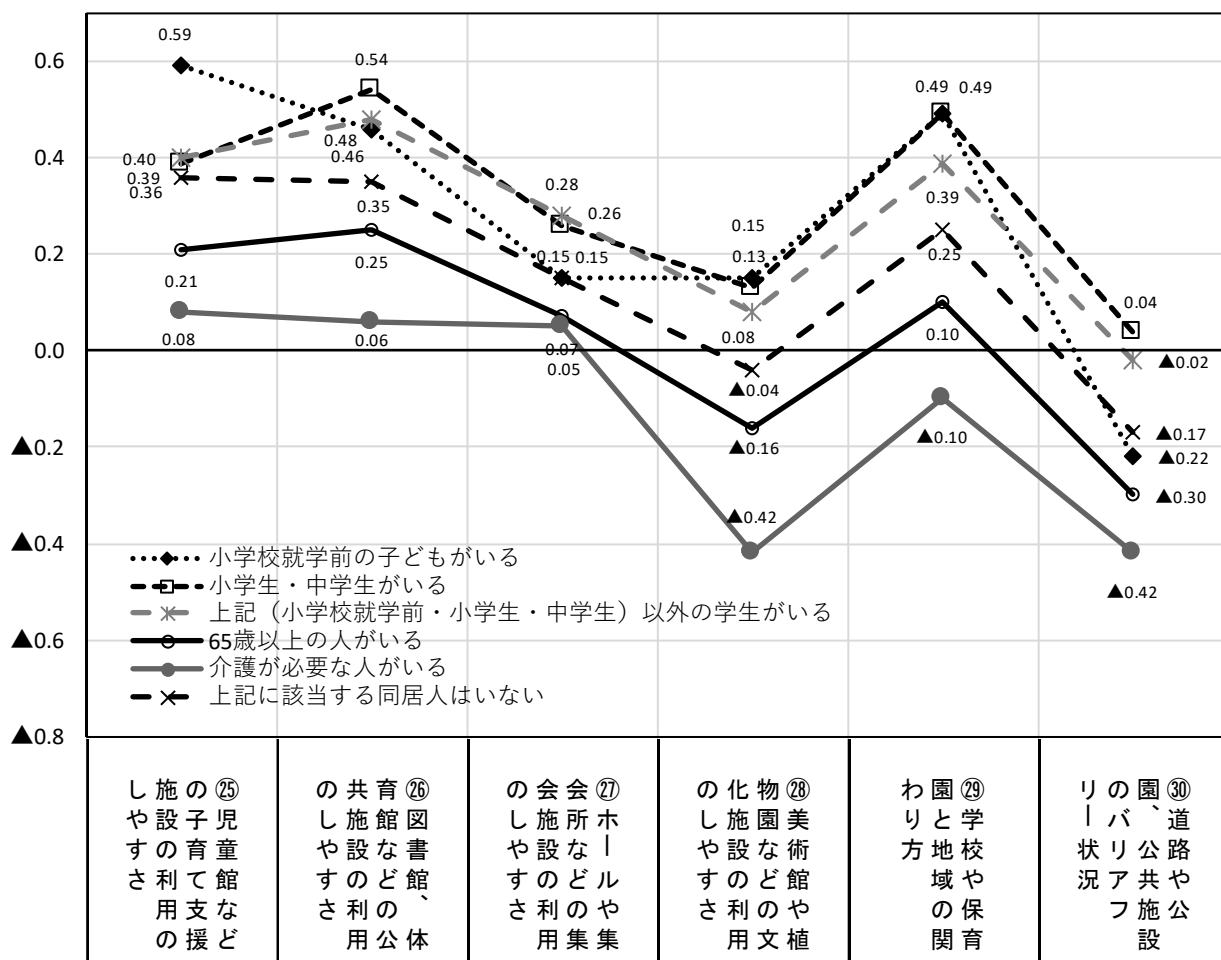 0.6
0.4
0.2
0.0
▲0.2
▲0.4
▲0.6
▲0.8
0.59
0.40
0.39
0.36
0.21
0.08
0.54
0.48
0.46
0.35
0.25
0.06
0.28
0.26
0.15
0.15
0.07
0.05
0.15
0.13
0.08
▲0.04
▲0.16
▲0.42
0.49
0.49
0.39
0.25
0.10
▲0.10
0.04
▲0.02
▲0.17
▲0.22
▲0.30
▲0.42
小学校就学前の子どもがいる
小学生・中学生がいる
上記（小学校就学前・小学生・中学生）以外の学生がいる
65歳以上の人がいる
介護が必要な人がいる
上記に該当する同居人はいない
㉕児童館など
の子育て支援
施設の利用の
しやすさ
㉖図書館、体
育館などの公
共施設の利用
のしやすさ
㉗ホールや集
会所などの集
会施設の利用
のしやすさ
㉘美術館や植
物園などの文
化施設の利用
のしやすさ
㉙学校や保育
園と地域の関
わり方
㉚道路や公
園、公共施設
のバリアフ
リー状況